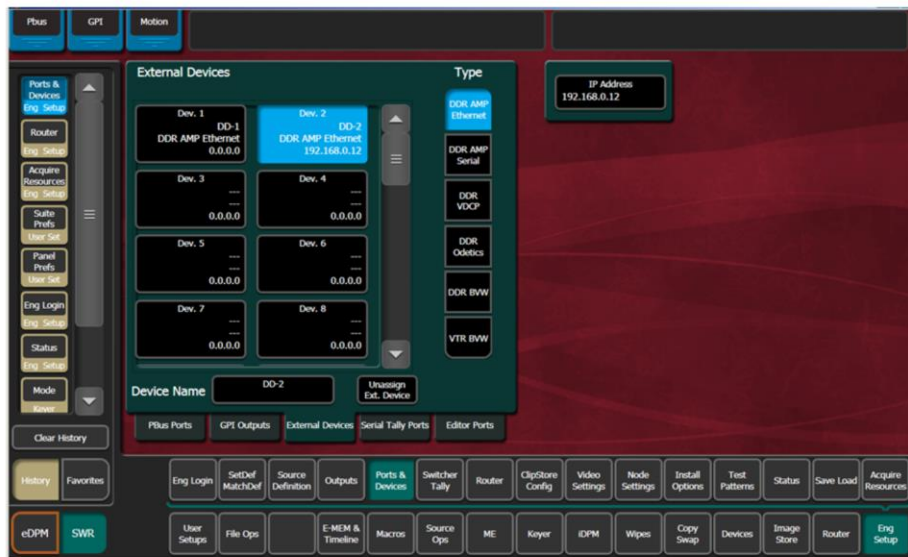 Pbus
GPI
Motion
Ports &
Devices
Eng Setup
Router
Eng Setup
Acquire
Resources
Eng Setup
Suite
Prefs
User Set
Panel
Prefs
User Set
Eng Login
Eng Setup
Status
Eng Setup
Mode
Keyer
Clear History
External Devices
Type
Dev. 1
DD-1
DDR AMP Ethernet
0.0.0.0
Dev. 2
DD-2
DDR AMP Ethernet
192.168.0.12
Dev. 3
---
---
0.0.0.0
Dev. 4
---
---
0.0.0.0
Dev. 5
---
---
0.0.0.0
Dev. 6
---
---
0.0.0.0
Dev. 7
---
---
0.0.0.0
Dev. 8
---
---
0.0.0.0
DDR AMP
Ethernet
DDR AMP
Serial
DDR
VDCP
DDR
Odetics
DDR BVW
VTR BVW
IP Address
192.168.0.12
Device Name
DD-2
Unassign
Ext. Device
PBus Ports
GPI Outputs
External Devices
Serial Tally Ports
Editor Ports
History
Favorites
Eng Login
SetDef
MatchDef
Source
Definition
Outputs
Ports &
Devices
Switcher
Tally
Router
ClipStore
Config
Video
Settings
Node
Settings
Install
Options
Test
Patterns
Status
Save Load
Acquire
Resources
eDPM
SWR
User
Setups
File Ops
E-MEM &
Timeline
Macros
Source
Ops
ME
Keyer
iDPM
Wipes
Copy
Swap
Devices
Image
Store
Router
Eng
Setup